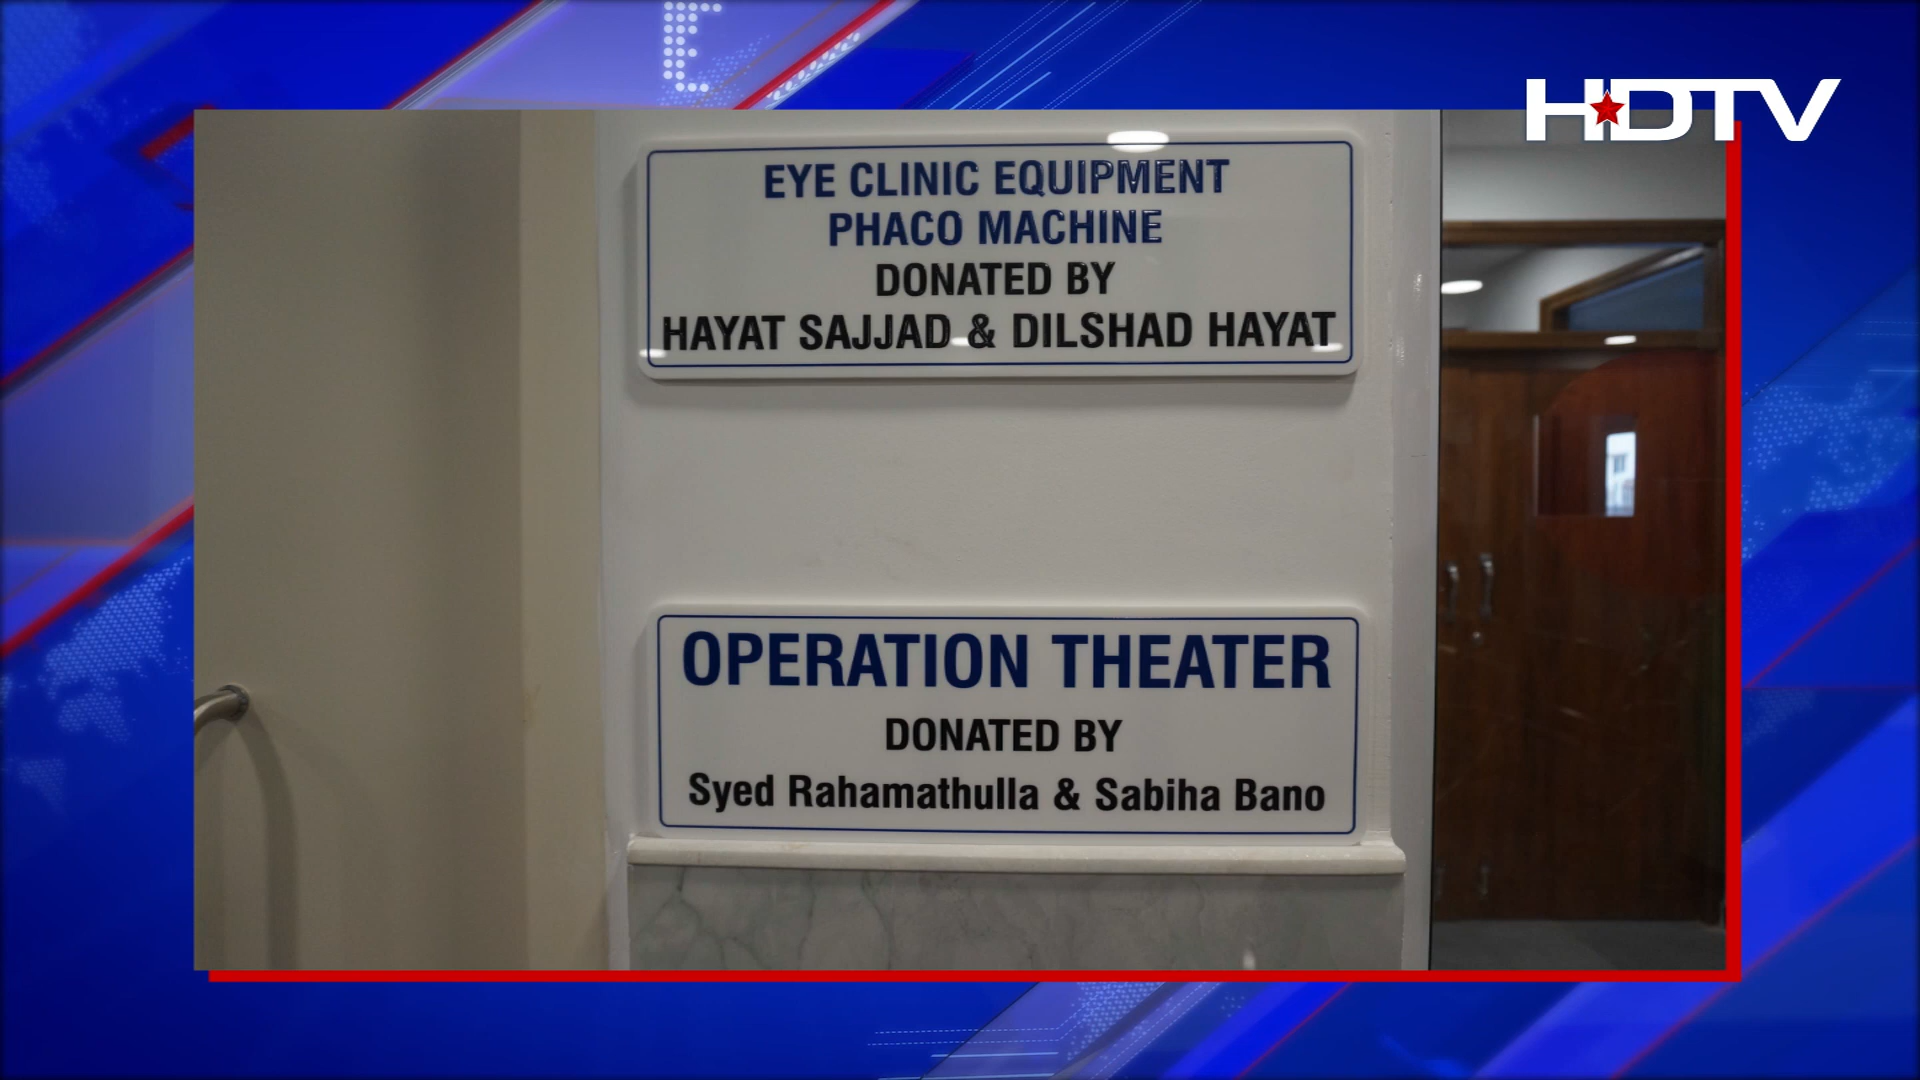 E
HDTV
EYE CLINIC EQUIPMENT
PHACO MACHINE
DONATED BY
HAYAT SAJJAD & DILSHAD HAYAT
OPERATION THEATER
DONATED BY
Syed Rahamathulla & Sabiha Bano